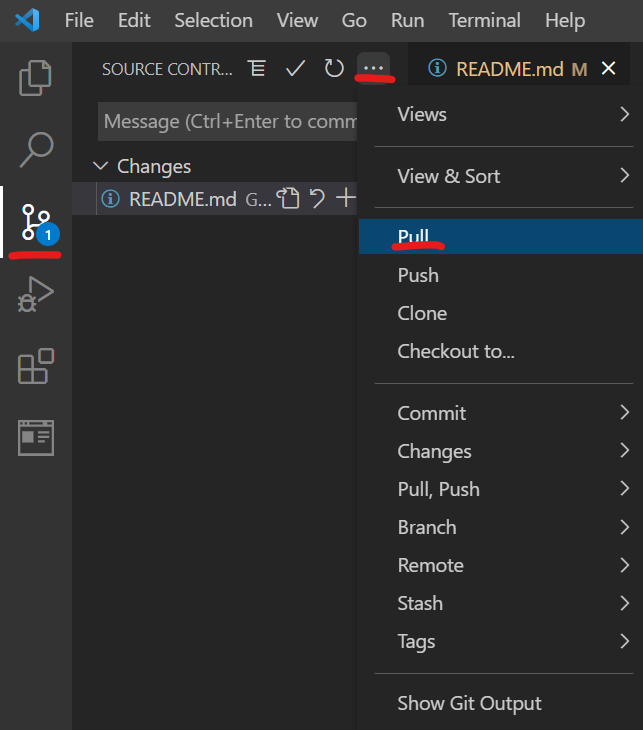 File Edit Selection View Go Run Terminal Help
SOURCE CONTR...
README.md M
Message (Ctrl+Enter to comm
Changes
README.md G...
1
Views
View & Sort
Pull
Push
Clone
Checkout to...
Commit
Changes
Pull, Push
Branch
Remote
Stash
Tags
Show Git Output